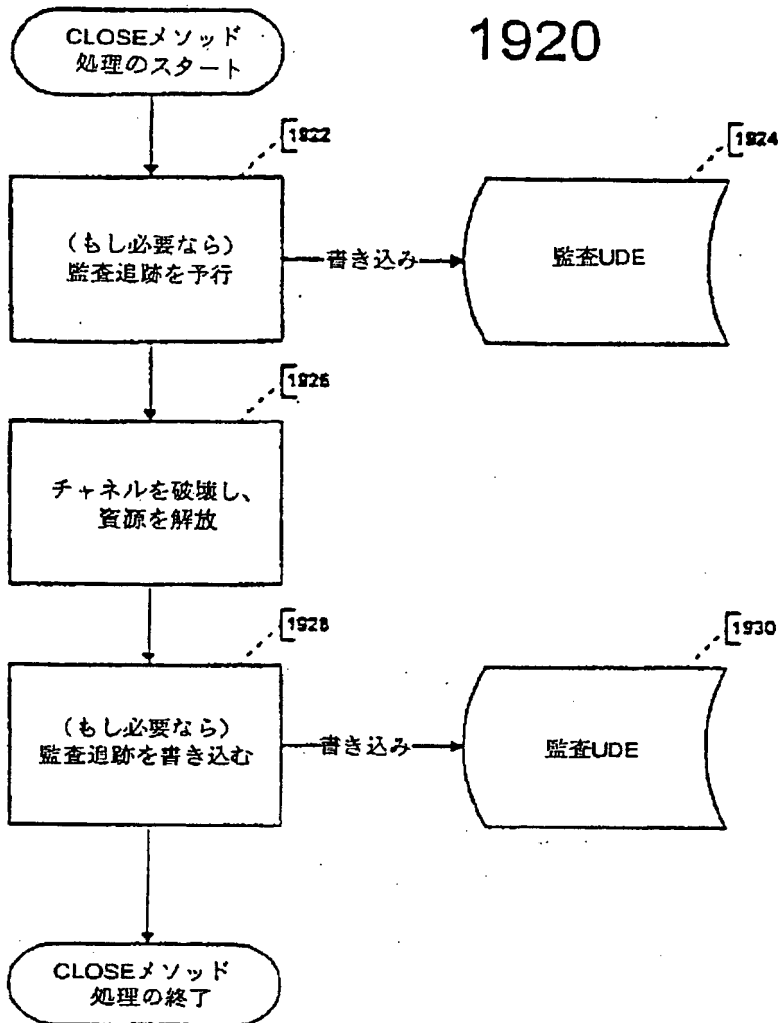 1920
CLOSEメソッド
処理のスタート
1922
1924
(もし必要なら)
監査追跡を予行
書き込み
監査UDE
1926
チャネルを破壊し、
資源を解放
1928
1930
(もし必要なら)
監査追跡を書き込む
書き込み
監査UDE
CLOSEメソッド
処理の終了